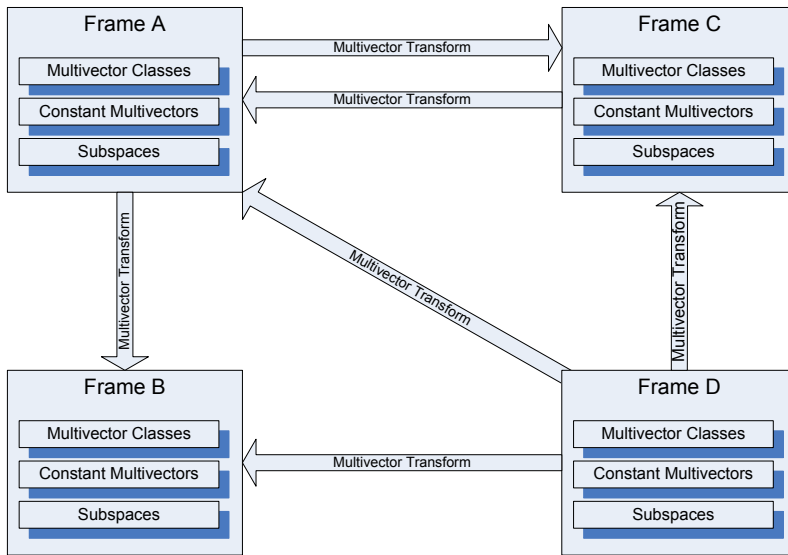 Frame A
Multivector Classes
Constant Multivectors
Subspaces
Multivector Transform
Multivector Transform
Frame C
Multivector Classes
Constant Multivectors
Subspaces
Multivector Transform
Multivector Transform
Multivector Transform
Frame B
Multivector Classes
Constant Multivectors
Subspaces
Multivector Transform
Frame D
Multivector Classes
Constant Multivectors
Subspaces